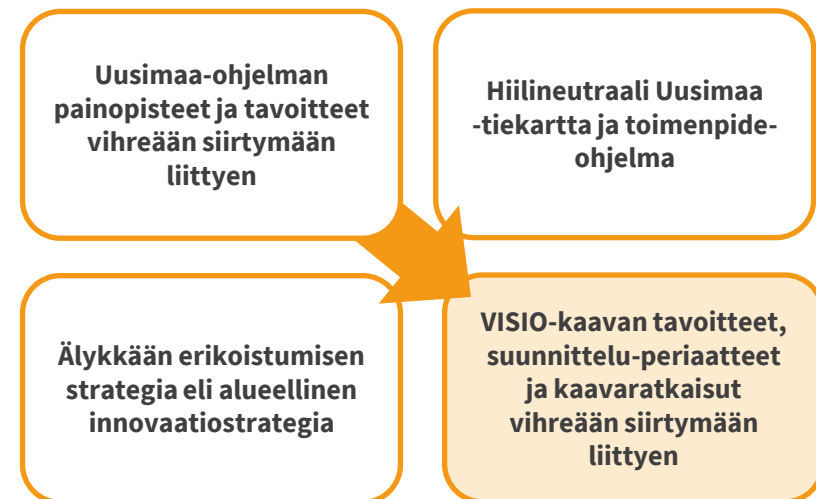 Uusimaa-ohjelman
painopisteet ja tavoitteet
vihreään siirtymään
liittyen
Hiilineutraali Uusimaa
-tiekartta ja toimenpide-
ohjelma
Älykkään erikoistumisen
strategia eli alueellinen
innovaatiostrategia
VISIO-kaavan tavoitteet,
suunnittelu-periaatteet
ja kaavaratkaisut
vihreään siirtymään
liittyen